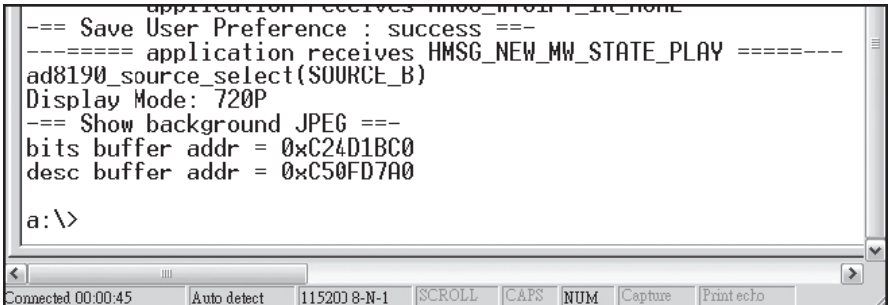 application receives
-== Save User Preference : success ==-
---===== application receives HMSG_NEW_MW_STATE_PLAY =====---
ad8190_source_select(SOURCE_B)
Display Mode: 720P
-== Show background JPEG ==-
bits buffer addr = 0xC24D1BC0
desc buffer addr = 0xC50FD7A0
a:\>
Connected 00:00:45 Auto detect 115200 8-N-1 SCROLL CAPS NUM Capture Print echo